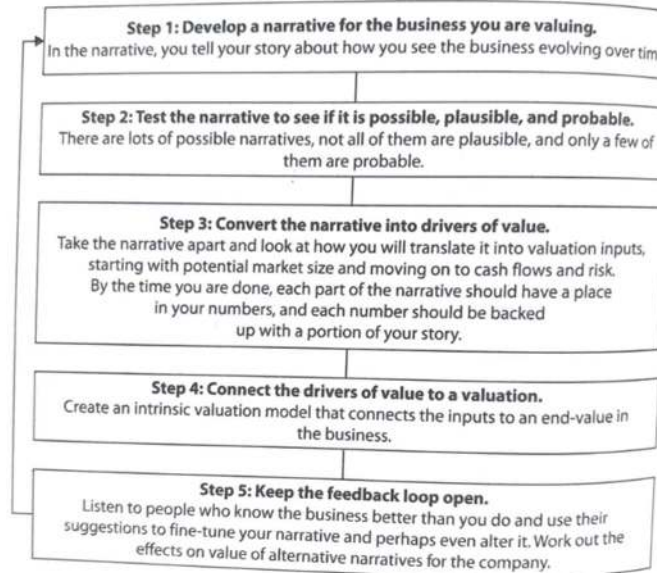 Step 1: Develop a narrative for the business you are valuing.
In the narrative, you tell your story about how you see the business evolving over tim
Step 2: Test the narrative to see if it is possible, plausible, and probable.
There are lots of possible narratives, not all of them are plausible, and only a few of
them are probable.
Step 3: Convert the narrative into drivers of value.
Take the narrative apart and look at how you will translate it into valuation inputs,
starting with potential market size and moving on to cash flows and risk.
By the time you are done, each part of the narrative should have a place
in your numbers, and each number should be backed
up with a portion of your story.
Step 4: Connect the drivers of value to a valuation.
Create an intrinsic valuation model that connects the inputs to an end-value in
the business.
Step 5: Keep the feedback loop open.
Listen to people who know the business better than you do and use their
suggestions to fine-tune your narrative and perhaps even alter it. Work out the
effects on value of alternative narratives for the company.